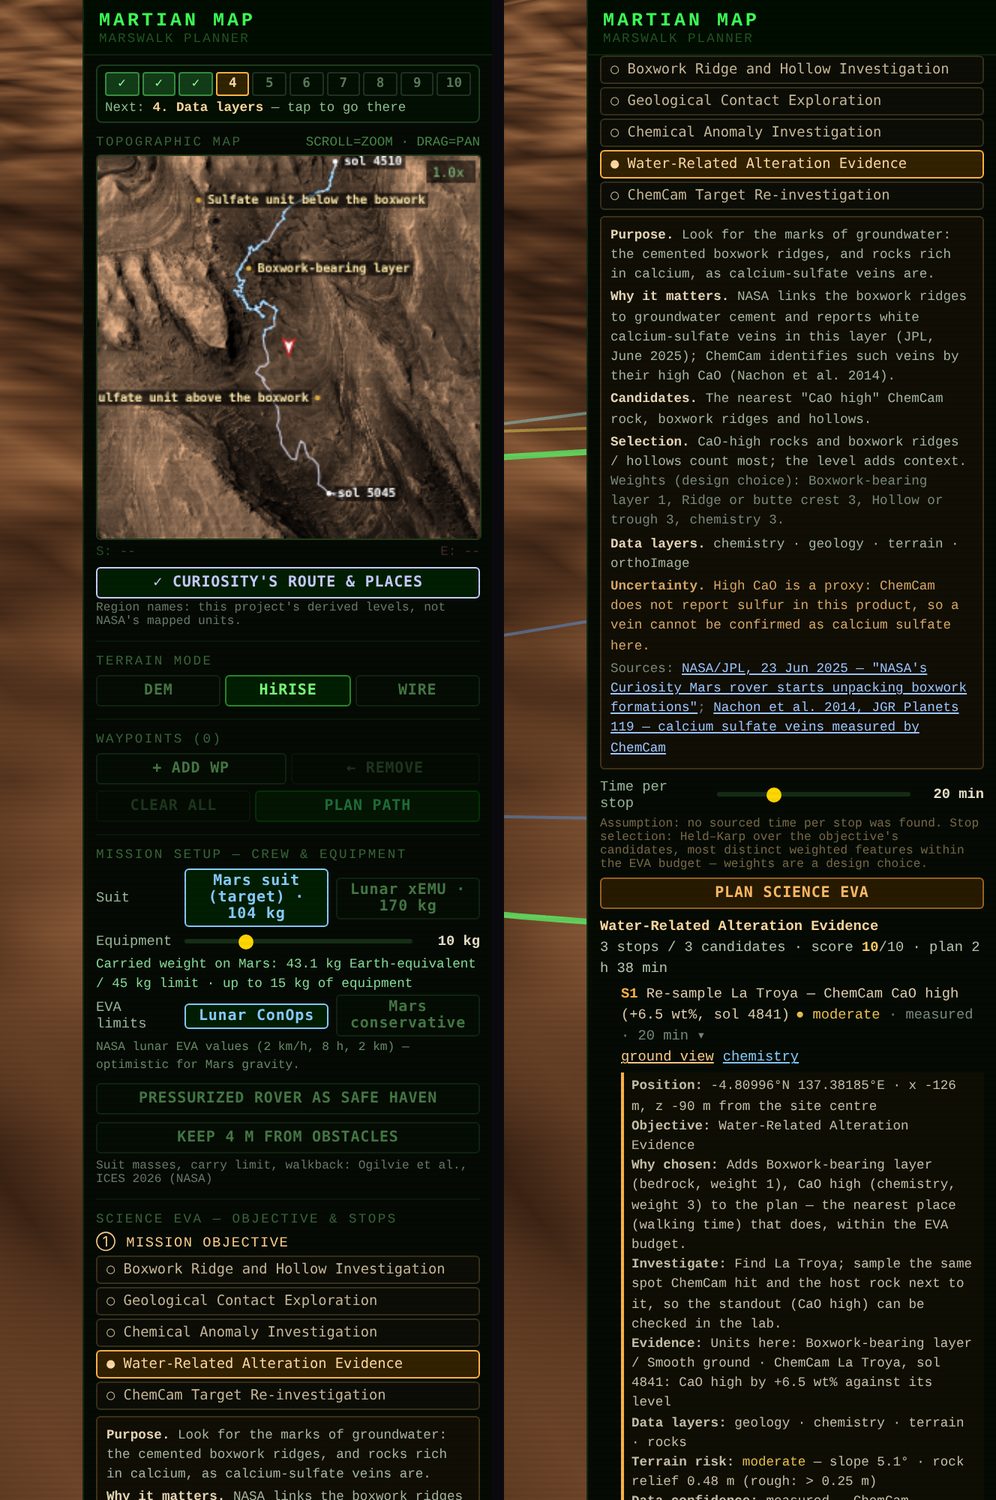 MARTIAN MAP
MARSWALK PLANNER
✓ ✓ ✓ 4 5 6 7 8 9 10
Next: 4. Data layers — tap to go there
TOPOGRAPHIC MAP SCROLL=ZOOM · DRAG=PAN
sol 4510
1.0x
Sulfate unit below the boxwork
Boxwork-bearing layer
ulfate unit above the boxwork
sol 5045
S: -- E: --
✓ CURIOSITY'S ROUTE & PLACES
Region names: this project's derived levels, not
NASA's mapped units.
TERRAIN MODE
DEM HiRISE WIRE
WAYPOINTS (0)
+ ADD WP ← REMOVE
CLEAR ALL PLAN PATH
MISSION SETUP — CREW & EQUIPMENT
Suit
Mars suit
(target) ·
104 kg
Lunar xEMU ·
170 kg
Equipment 10 kg
Carried weight on Mars: 43.1 kg Earth-equivalent
/ 45 kg limit · up to 15 kg of equipment
EVA
limits
Lunar ConOps
Mars
conservative
NASA lunar EVA values (2 km/h, 8 h, 2 km) —
optimistic for Mars gravity.
PRESSURIZED ROVER AS SAFE HAVEN
KEEP 4 M FROM OBSTACLES
Suit masses, carry limit, walkback: Ogilvie et al.,
ICES 2026 (NASA)
SCIENCE EVA — OBJECTIVE & STOPS
① MISSION OBJECTIVE
○ Boxwork Ridge and Hollow Investigation
○ Geological Contact Exploration
○ Chemical Anomaly Investigation
● Water-Related Alteration Evidence
○ ChemCam Target Re-investigation
Purpose. Look for the marks of groundwater:
the cemented boxwork ridges, and rocks rich
in calcium, as calcium-sulfate veins are.
Why it matters. NASA links the boxwork ridges
MARTIAN MAP
MARSWALK PLANNER
○ Boxwork Ridge and Hollow Investigation
○ Geological Contact Exploration
○ Chemical Anomaly Investigation
● Water-Related Alteration Evidence
○ ChemCam Target Re-investigation
Purpose. Look for the marks of groundwater:
the cemented boxwork ridges, and rocks rich
in calcium, as calcium-sulfate veins are.
Why it matters. NASA links the boxwork ridges
to groundwater cement and reports white
calcium-sulfate veins in this layer (JPL,
June 2025); ChemCam identifies such veins by
their high CaO (Nachon et al. 2014).
Candidates. The nearest "CaO high" ChemCam
rock, boxwork ridges and hollows.
Selection. CaO-high rocks and boxwork ridges
/ hollows count most; the level adds context.
Weights (design choice): Boxwork-bearing
layer 1, Ridge or butte crest 3, Hollow or
trough 3, chemistry 3.
Data layers. chemistry · geology · terrain ·
orthoImage
Uncertainty. High CaO is a proxy: ChemCam
does not report sulfur in this product, so a
vein cannot be confirmed as calcium sulfate
here.
Sources: NASA/JPL, 23 Jun 2025 — "NASA's
Curiosity Mars rover starts unpacking boxwork
formations"; Nachon et al. 2014, JGR Planets
119 — calcium sulfate veins measured by
ChemCam
Time per
stop
20 min
Assumption: no sourced time per stop was found. Stop
selection: Held–Karp over the objective's
candidates, most distinct weighted features within
the EVA budget — weights are a design choice.
PLAN SCIENCE EVA
Water-Related Alteration Evidence
3 stops / 3 candidates · score 10/10 · plan 2
h 38 min
S1 Re-sample La Troya — ChemCam CaO high
(+6.5 wt%, sol 4841) ● moderate · measured
· 20 min ▾
ground view chemistry
Position: -4.80996°N 137.38185°E · x -126
m, z -90 m from the site centre
Objective: Water-Related Alteration
Evidence
Why chosen: Adds Boxwork-bearing layer
(bedrock, weight 1), CaO high (chemistry,
weight 3) to the plan — the nearest place
(walking time) that does, within the EVA
budget.
Investigate: Find La Troya; sample the same
spot ChemCam hit and the host rock next to
it, so the standout (CaO high) can be
checked in the lab.
Evidence: Units here: Boxwork-bearing layer
/ Smooth ground · ChemCam La Troya, sol
4841: CaO high by +6.5 wt% against its
level
Data layers: geology · chemistry · terrain
· rocks
Terrain risk: moderate — slope 5.1° · rock
relief 0.48 m (rough: > 0.25 m)
Data confidence: measured — ChemCam